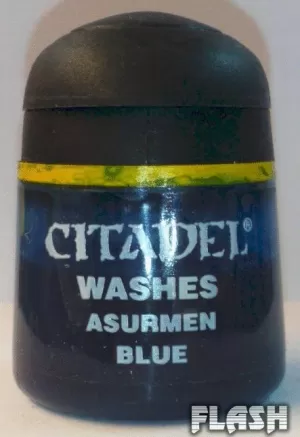 CITADEL®
WASHES
ASURMEN
BLUE
FLASH